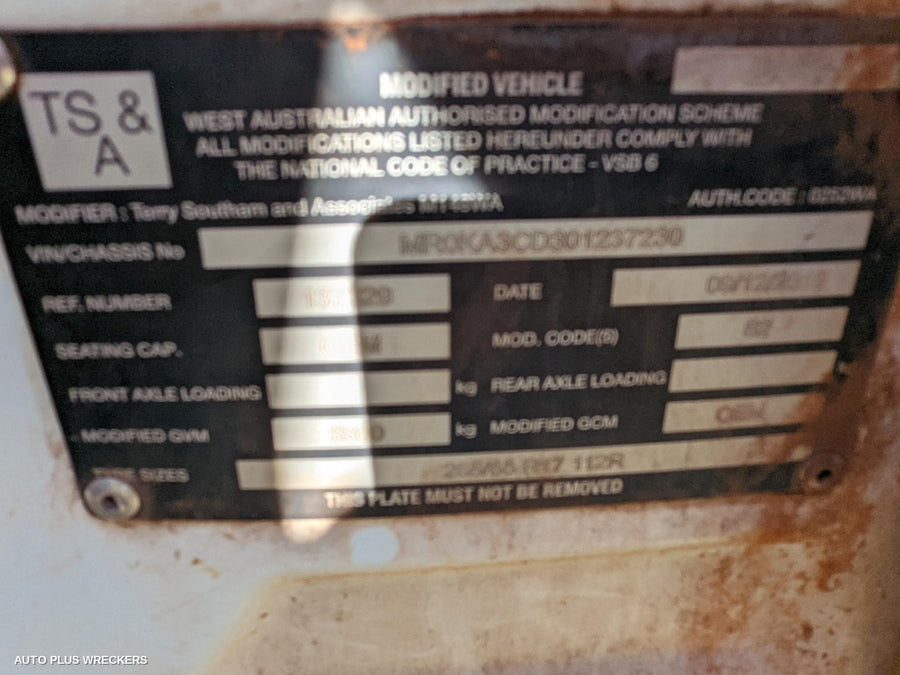 TS &
A
MODIFIED VEHICLE
WEST AUSTRALIAN AUTHORISED MODIFICATION SCHEME
ALL MODIFICATIONS LISTED HEREUNDER COMPLY WITH
THE NATIONAL CODE OF PRACTICE - VSB 6
MODIFIER : Terry Southam and Associates
AUTH.CODE :
VIN/CHASSIS No MR0KA3CD301237230
REF. NUMBER
DATE
SEATING CAP.
MOD. CODE(S)
FRONT AXLE LOADING kg
REAR AXLE LOADING
MODIFIED GVM kg
MODIFIED GCM OEM
SIZES 112R
THIS PLATE MUST NOT BE REMOVED
AUTO PLUS WRECKERS